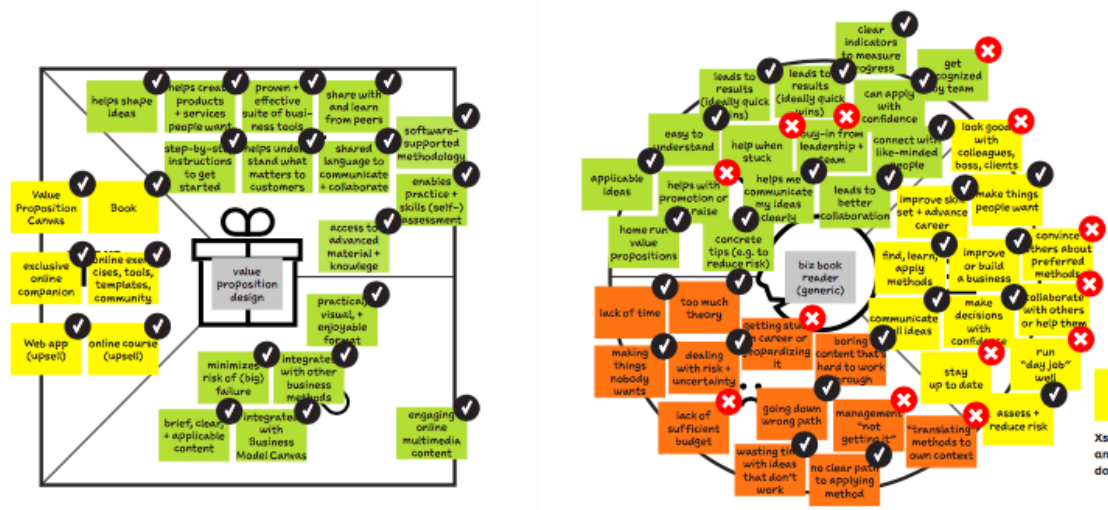 helps shape
ideas
helps create
products
+ services
people want
proven +
effective
suite of busi-
ness tools
share with
and learn
from peers
software-
supported
methodology
step-by-step
instructions
to get
started
helps under-
stand what
matters to
customers
shared
language to
communicate
+ collaborate
enables
practice +
skills (self-)
assessment
Value
Proposition
Canvas
Book
access to
advanced
material +
knowlege
exclusive
online
companion
online exer-
cises, tools,
templates,
community
value
proposition
design
practical,
visual, +
enjoyable
format
Web app
(upsell)
online course
(upsell)
minimizes
risk of (big)
failure
integrates
with other
business
methods
brief, clear,
+ applicable
content
integrates
with
Business
Model Canvas
engaging
online
multimedia
content
clear
indicators
to measure
progress
get
recognized
by team
leads to
results
(ideally quick
wins)
leads to
results
(ideally quick
wins)
can apply
with
confidence
easy to
understand
help when
stuck
buy-in from
leadership +
team
connect with
like-minded
people
look good
with
colleagues,
boss, clients
applicable
ideas
helps with
promotion or
raise
helps me
communicate
my ideas
clearly
leads to
better
collaboration
improve skill
set + advance
career
make things
people want
home run
value
propositions
concrete
tips (e.g. to
reduce risk)
biz book
reader
(generic)
find, learn,
apply
methods
improve
or build
a business
convince
others about
preferred
methods
lack of time
too much
theory
communicate
sell ideas
make
decisions
with
confidence
collaborate
with others
or help them
making
things
nobody
wants
dealing
with risk +
uncertainty
getting stuck
in career or
jeopardizing
it
boring
content that's
hard to work
through
stay
up to date
run
"day job"
well
lack of
sufficient
budget
going down
wrong path
management
"not
getting it"
"translating"
methods to
own context
assess +
reduce risk
wasting time
with ideas
that don't
work
no clear path
to applying
method
Xs
an
do